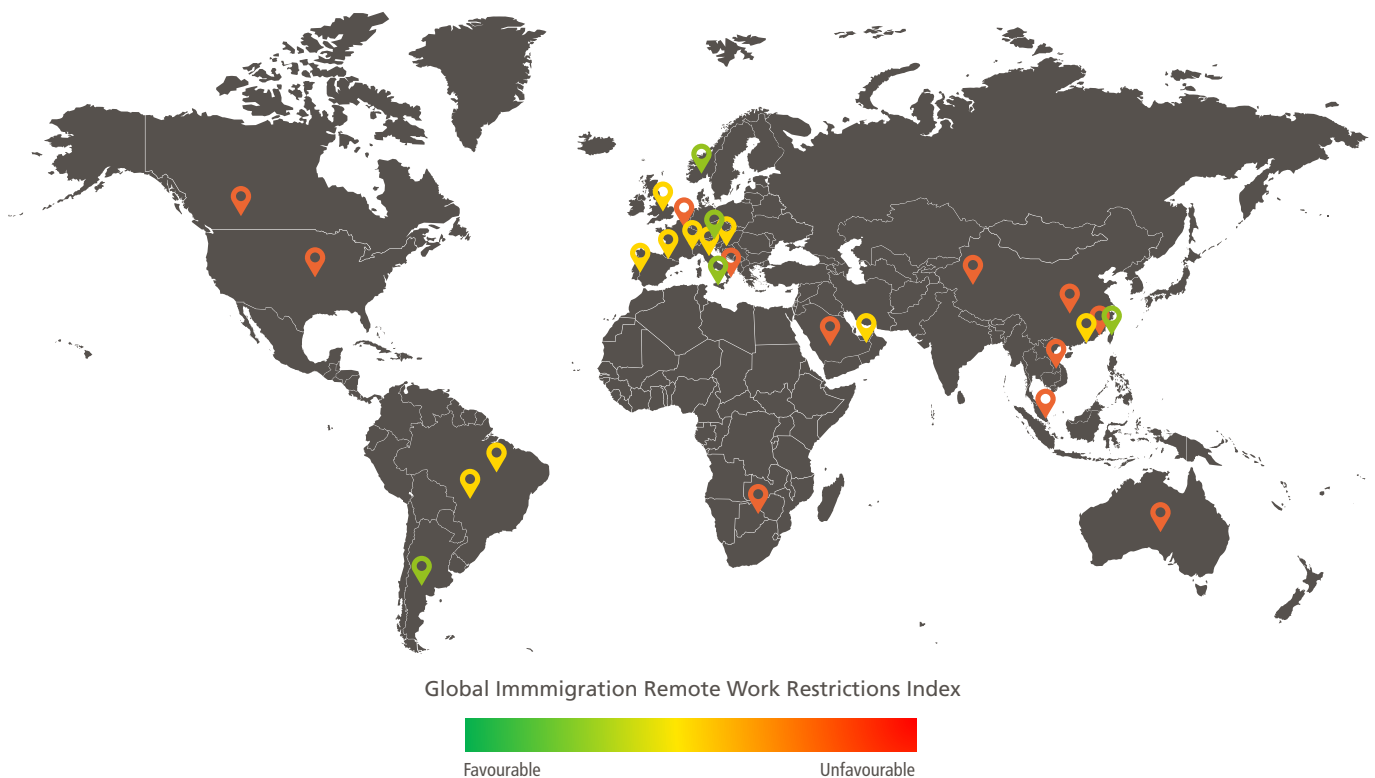 Global Immmigration Remote Work Restrictions Index
Favourable
Unfavourable